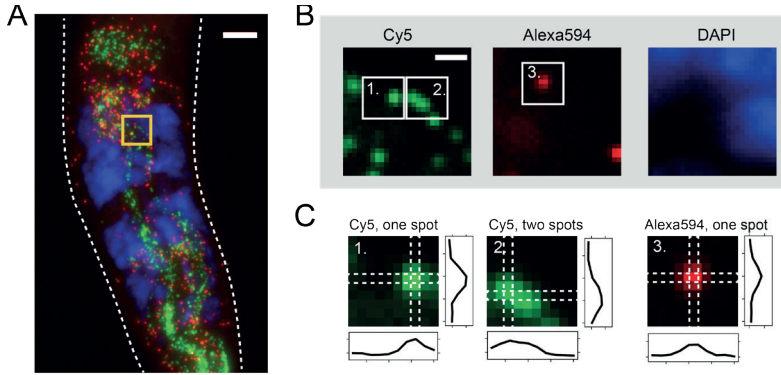 A
B
Cy5
Alexa594
DAPI
1.
2.
3.
C
Cy5, one spot
Cy5, two spots
Alexa594, one spot
1.
2
3.